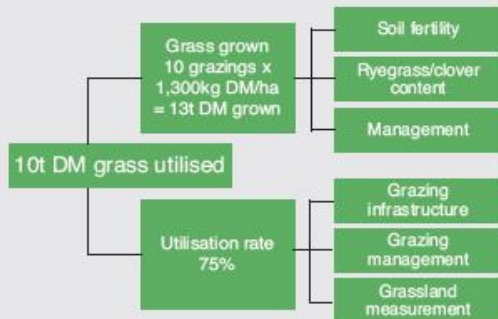 Grass grown
10 grazings x
1,300kg DM/ha
= 13t DM grown
Soil fertility
Ryegrass/clover
content
Management
10t DM grass utilised
Utilisation rate
75%
Grazing
infrastructure
Grazing
management
Grassland
measurement